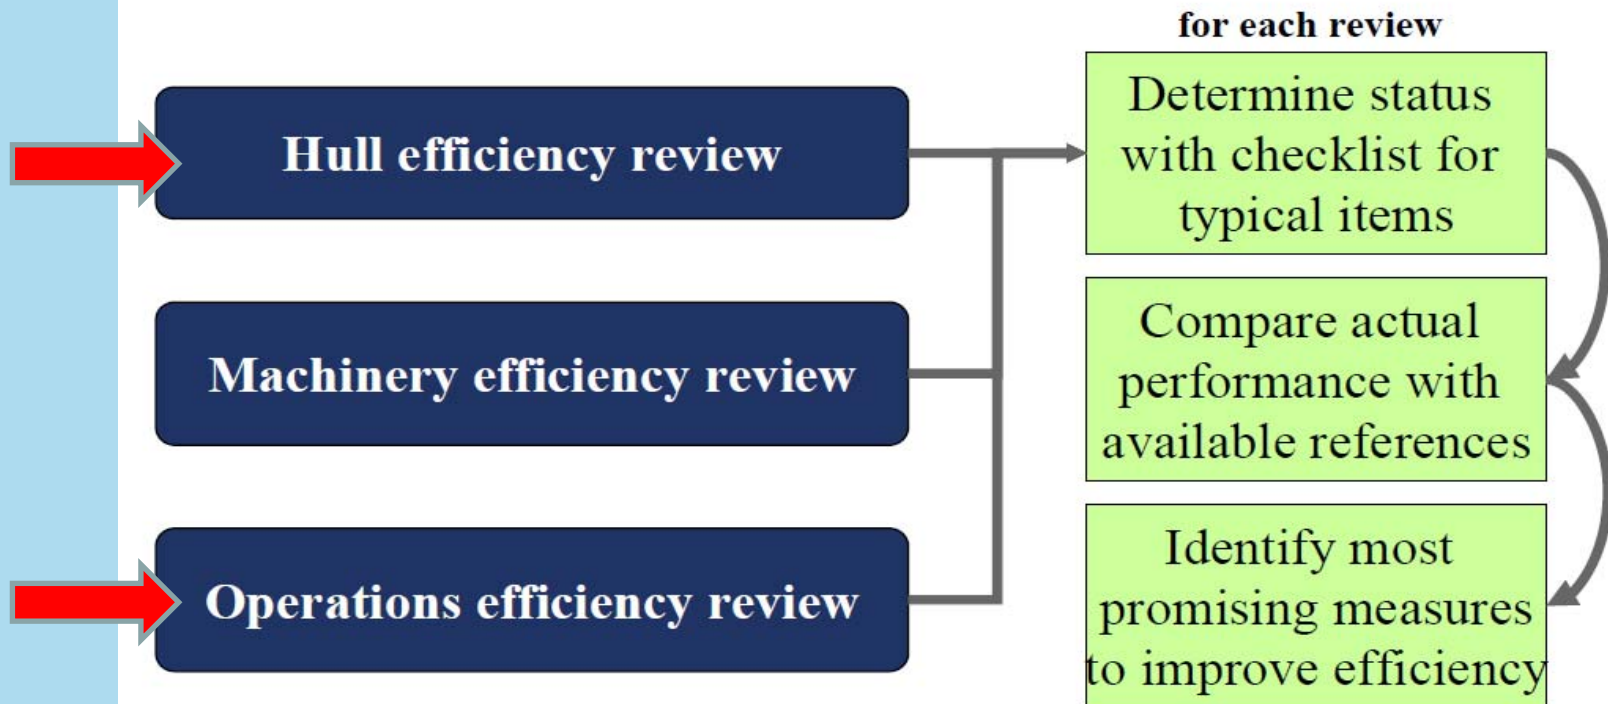 for each review
Hull efficiency review
Machinery efficiency review
Operations efficiency review
Determine status
with checklist for
typical items
Compare actual
performance with
available references
Identify most
promising measures
to improve efficiency